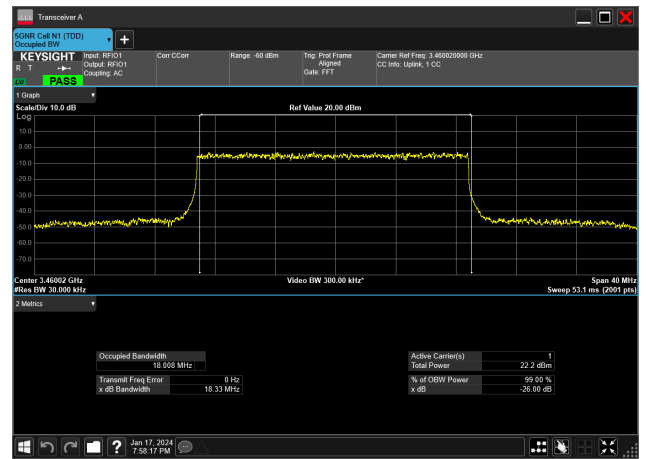 Transceiver A
5GNR Cell N1 (TDD)
Occupied BW
KEYSIGHT
R T
LW
PASS
Input: RFIO1
Output: RFIO1
Coupling: AC
Corr CCorr
Range: -60 dBm
Trig: Prot Frame
Aligned
Gate: FFT
Carrier Ref Freq: 3.460020000 GHz
CC Info: Uplink, 1 CC
1 Graph
Scale/Div 10.0 dB
Ref Value 20.00 dBm
Log
10.0
0.00
-10.0
-20.0
-30.0
-40.0
-50.0
-60.0
-70.0
Center 3.46002 GHz
Video BW 300.00 kHz*
Span 40 MHz
#Res BW 30.000 kHz
Sweep 53.1 ms (2001 pts)
2 Metrics
Occupied Bandwidth
18.008 MHz
Transmit Freq Error 0 Hz
x dB Bandwidth 18.33 MHz
Active Carrier(s) 1
Total Power 22.2 dBm
% of OBW Power 99.00 %
x dB -26.00 dB
?
Jan 17, 2024
7:58:17 PM